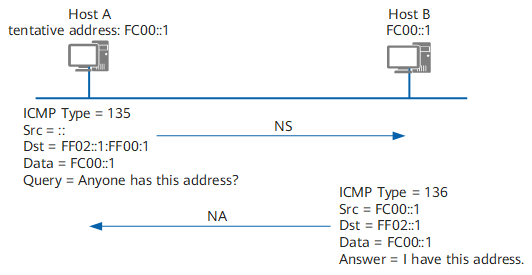 Host A
tentative address: FC00::1
Host B
FC00::1
ICMP Type = 135
Src = ::
Dst = FF02::1:FF00:1
Data = FC00::1
Query = Anyone has this address?
NS
NA
ICMP Type = 136
Src = FC00::1
Dst = FF02::1
Data = FC00::1
Answer = I have this address.